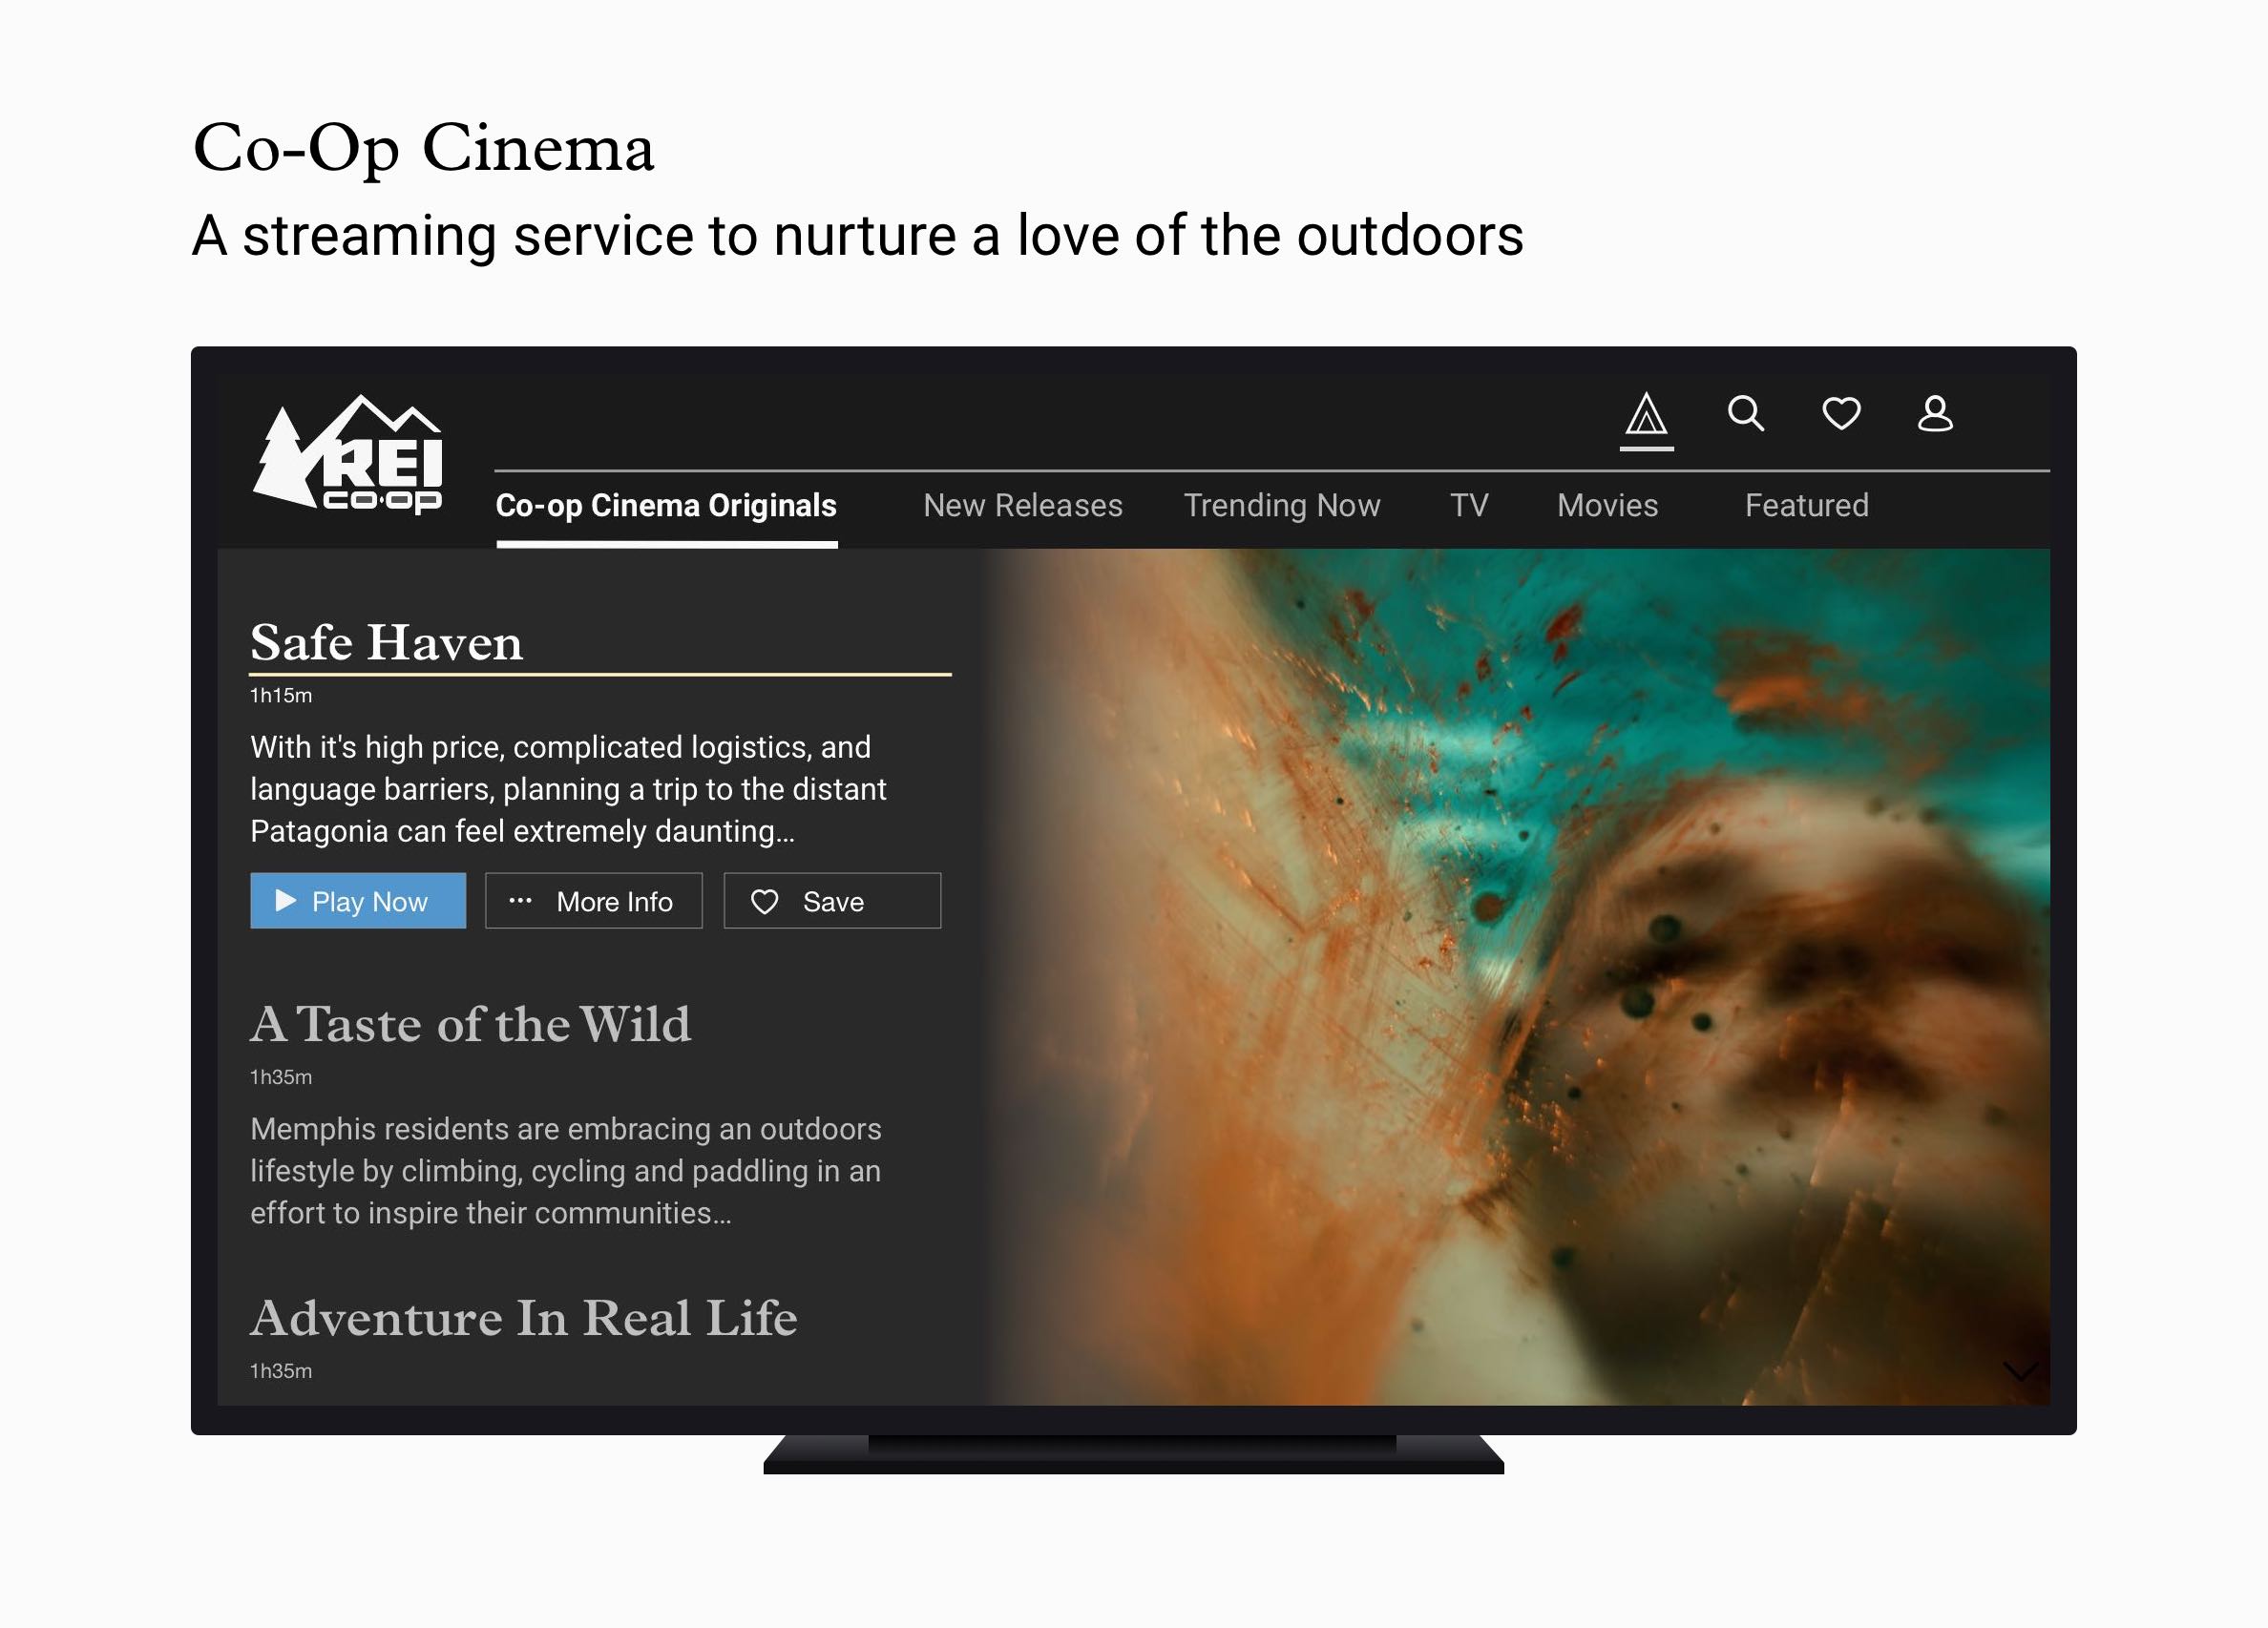 Co-Op Cinema
A streaming service to nurture a love of the outdoors
REI
CO·OP
Co-op Cinema Originals
New Releases
Trending Now
TV
Movies
Featured
Safe Haven
1h15m
With it's high price, complicated logistics, and
language barriers, planning a trip to the distant
Patagonia can feel extremely daunting...
Play Now
More Info
Save
A Taste of the Wild
1h35m
Memphis residents are embracing an outdoors
lifestyle by climbing, cycling and paddling in an
effort to inspire their communities...
Adventure In Real Life
1h35m